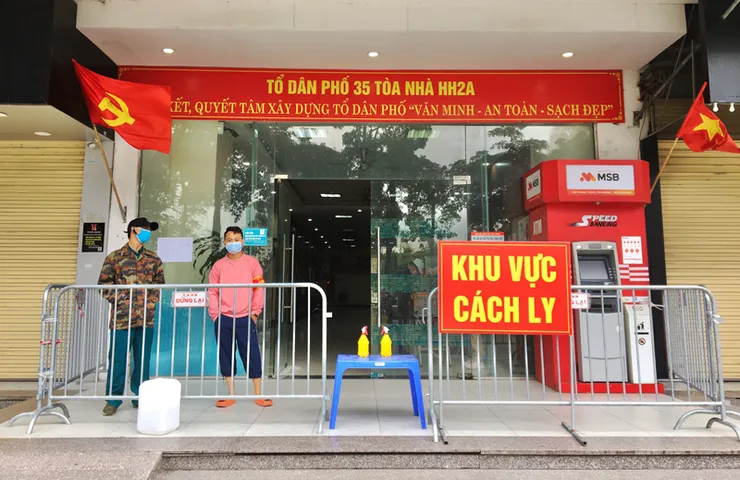 TỔ DÂN PHỐ 35 TÒA NHÀ HH2A
KẾT, QUYẾT TÂM XÂY DỰNG TỔ DÂN PHỐ "VĂN MINH - AN TOÀN - SẠCH ĐẸP"
MSB
SPEED
BANKING
KHU VỰC
CÁCH LY
ĐỨNG LẠI